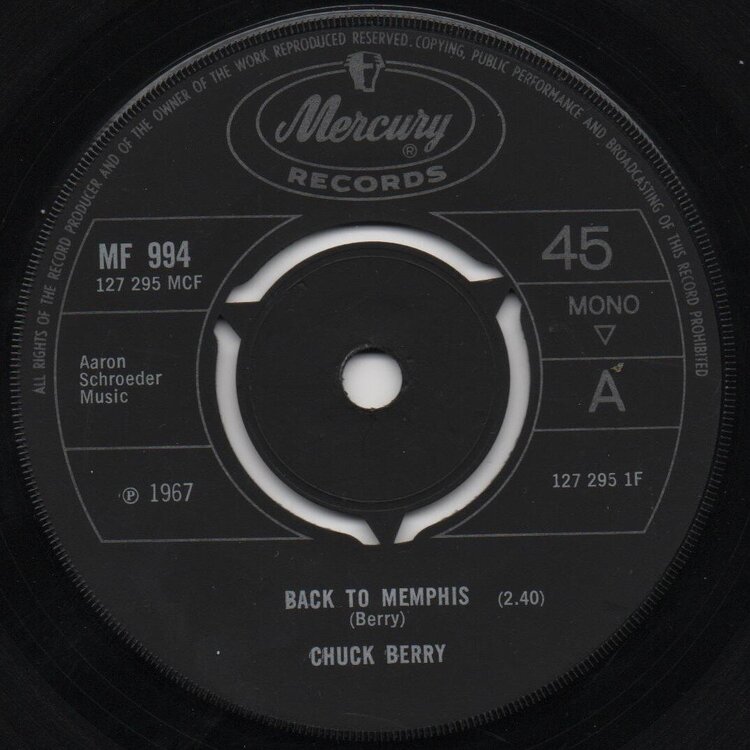 ALL RIGHTS OF THE RECORD PRODUCER AND OF THE OWNER OF THE WORK REPRODUCED RESERVED. COPYING, PUBLIC PERFORMANCE AND BROADCASTING OF THIS RECORD PROHIBITED
Mercury ®
RECORDS
MF 994
127 295 MCF
45
MONO
Aaron
Schroeder
Music
A
℗ 1967
127 295 1F
BACK TO MEMPHIS (2.40)
(Berry)
CHUCK BERRY